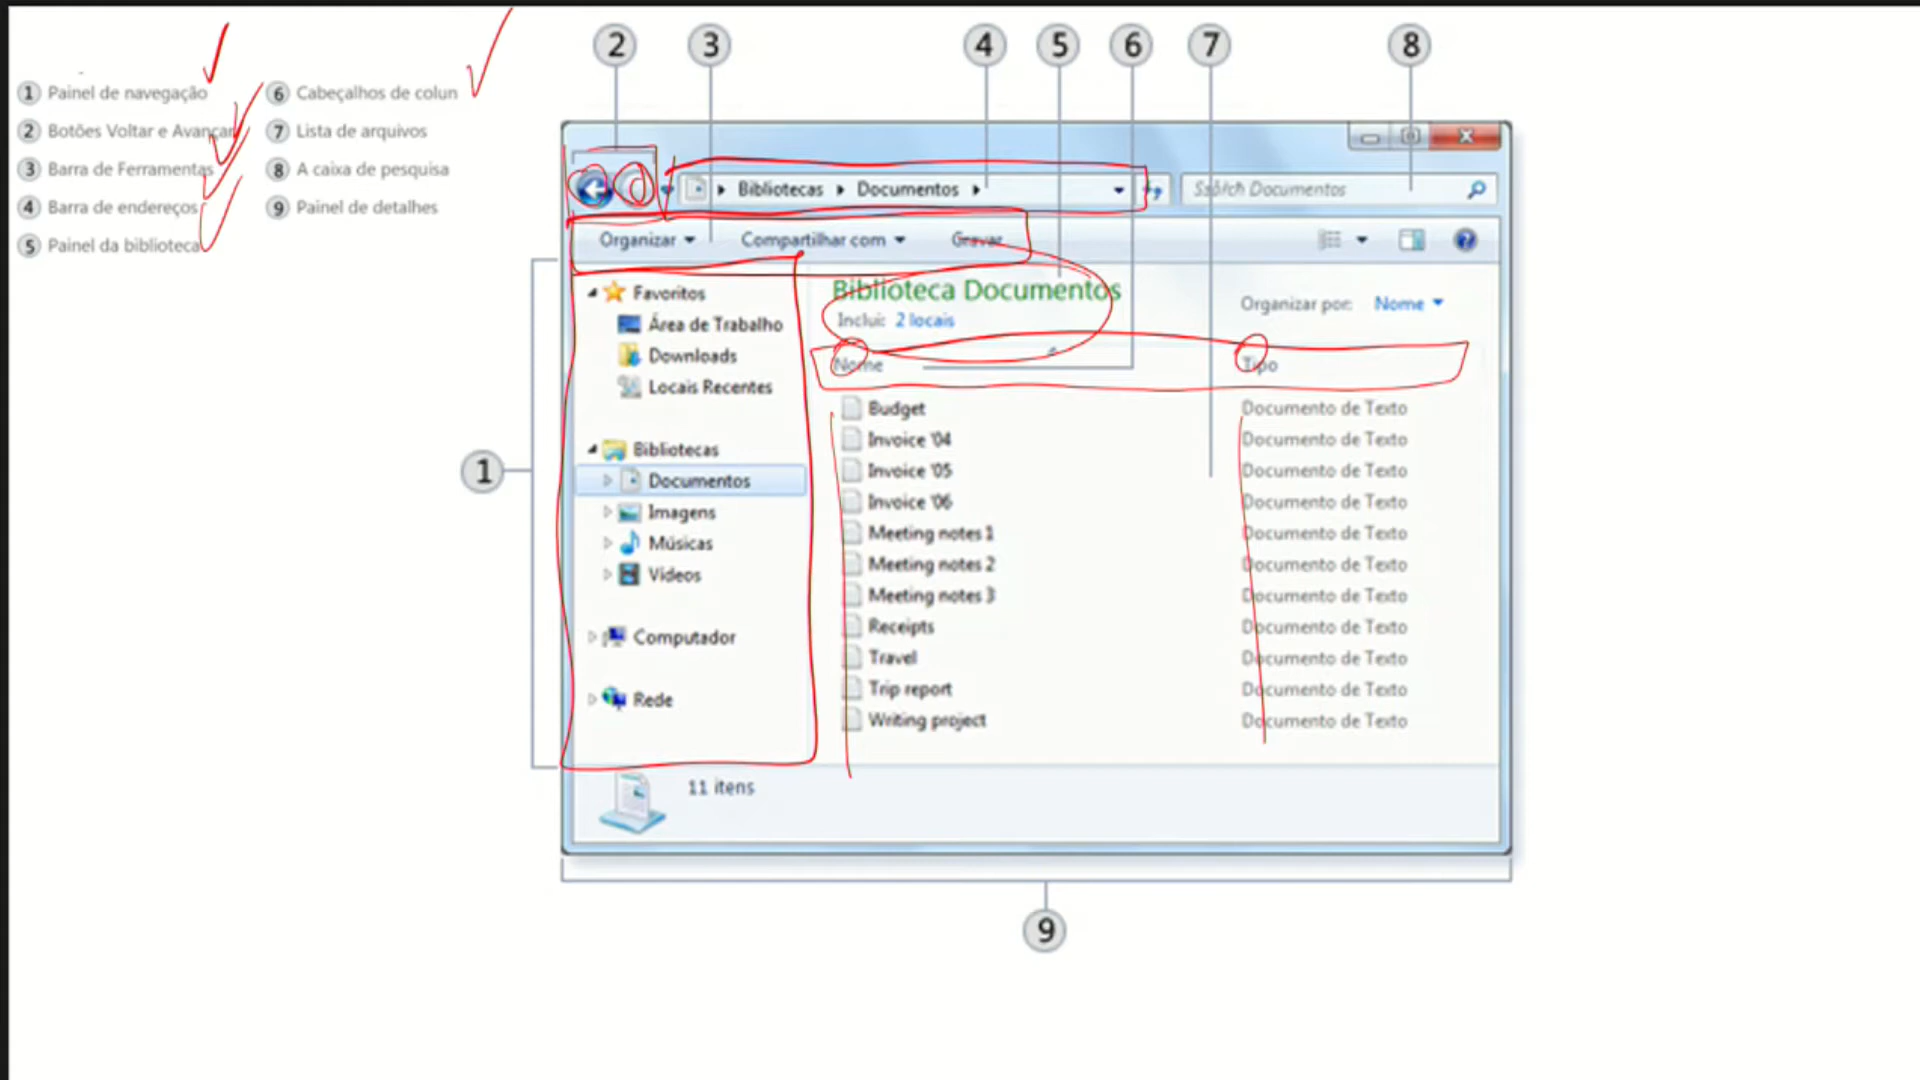 1 Painel de navegação
2 Botões Voltar e Avançar
3 Barra de Ferramentas
4 Barra de endereços
5 Painel da biblioteca
6 Cabeçalhos de colun
7 Lista de arquivos
8 A caixa de pesquisa
9 Painel de detalhes
2 3 4 5 6 7 8
Bibliotecas Documentos
Documentos
Organizar Compartilhar com Gravar
1
Favoritos
Área de Trabalho
Downloads
Locais Recentes
Bibliotecas
Documentos
Imagens
Músicas
Vídeos
Computador
Rede
Biblioteca Documentos
Inclui: 2 locais
Organizar por: Nome
Nome Tipo
Budget Documento de Texto
Invoice '04 Documento de Texto
Invoice '05 Documento de Texto
Invoice '06 Documento de Texto
Meeting notes 1 Documento de Texto
Meeting notes 2 Documento de Texto
Meeting notes 3 Documento de Texto
Receipts Documento de Texto
Travel Documento de Texto
Trip report Documento de Texto
Writing project Documento de Texto
11 itens
9